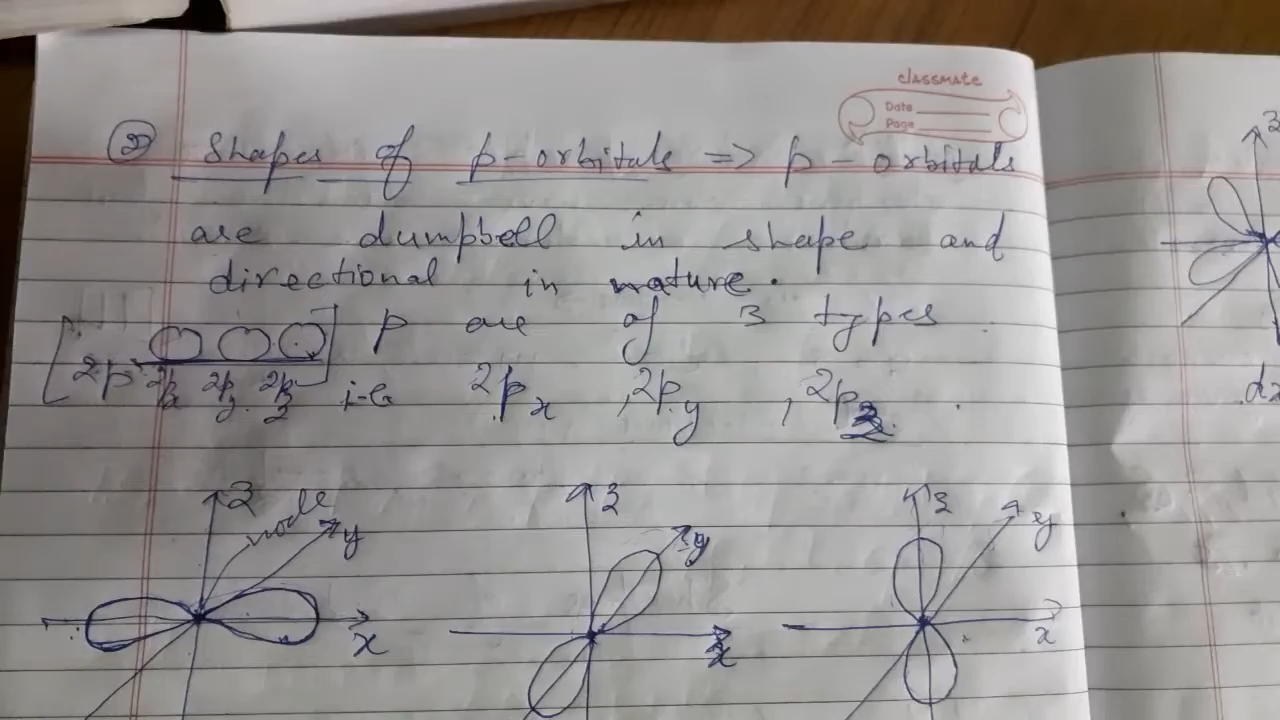 classmate
Date
Page
② Shapes of p-orbitals => p - orbitals
are dumpbell in shape and
directional in nature.
p are of 3 types.
[2p 2px 2py 2pz] i-e 2px , 2py , 2pz .
z node y x
z y x
z y x
z